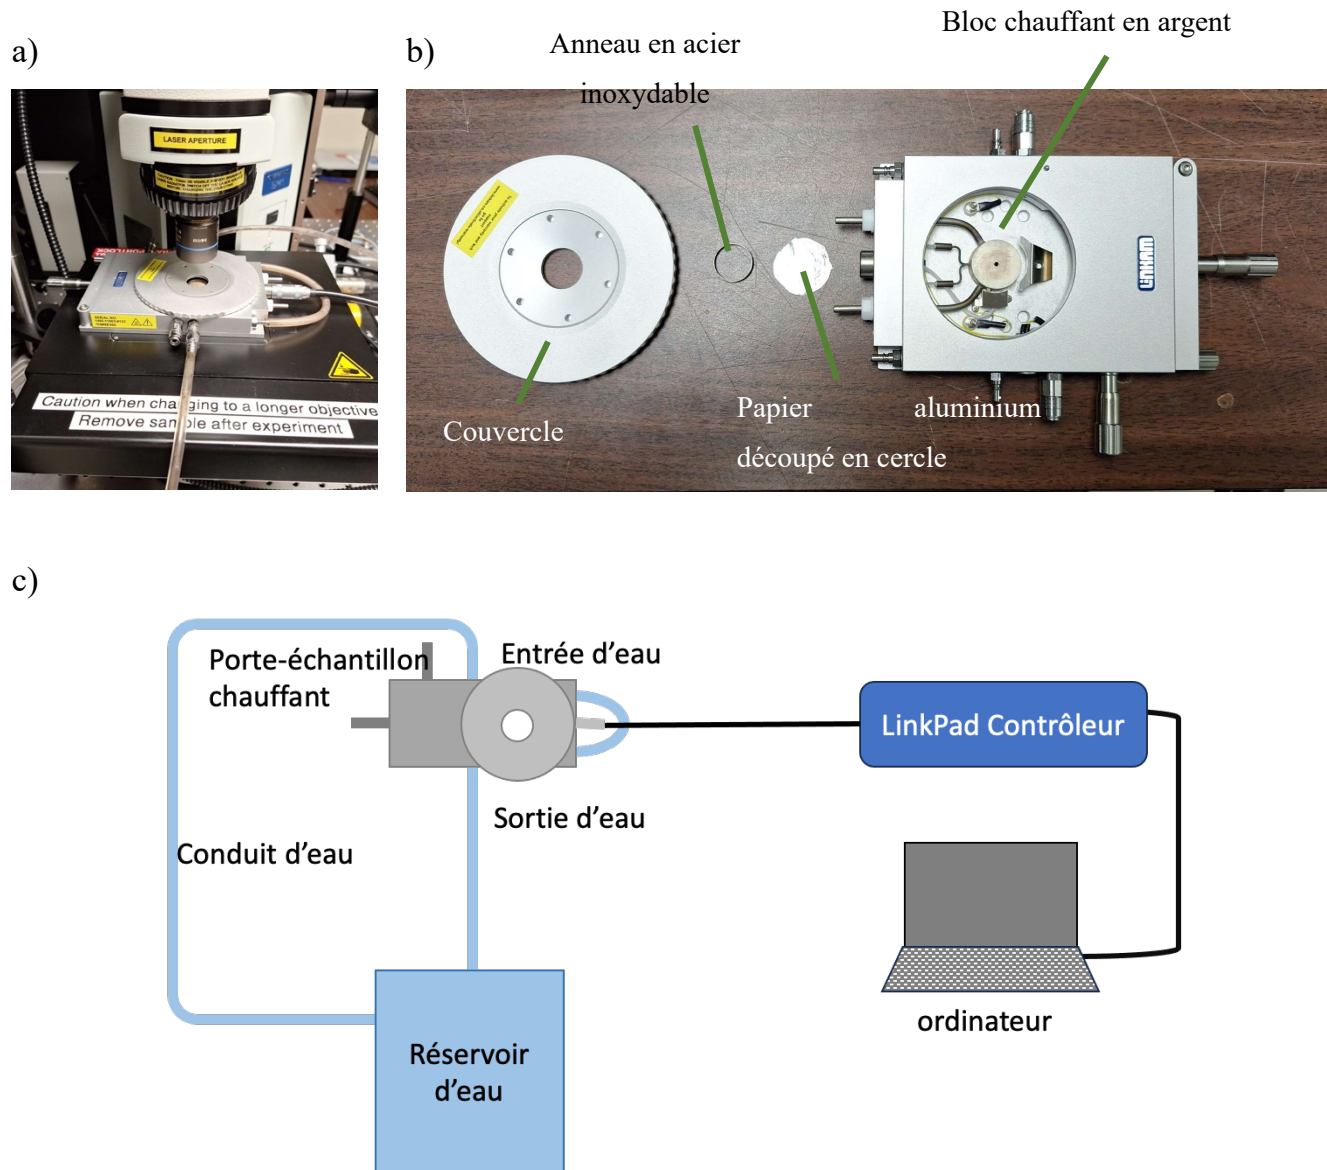 a)
b)
Anneau en acier
inoxydable
Bloc chauffant en argent
LASER APERTURE
Caution when changing to a longer objective
Remove sample after experiment
LINKAM
Couvercle
Papier aluminium
découpé en cercle
c)
Porte-échantillon
chauffant
Entrée d’eau
LinkPad Contrôleur
Sortie d’eau
Conduit d’eau
ordinateur
Réservoir
d’eau